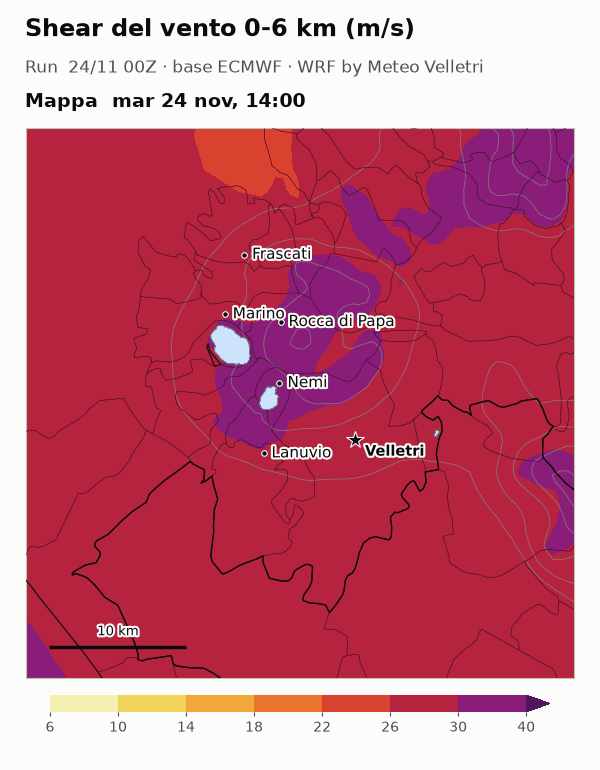 Shear del vento 0-6 km (m/s)
Run  24/11 00Z · base ECMWF · WRF by Meteo Velletri
Mappa  mar 24 nov, 14:00
Frascati
Marino
Rocca di Papa
Nemi
Velletri
Lanuvio
10 km
6 10 14 18 22 26 30 40